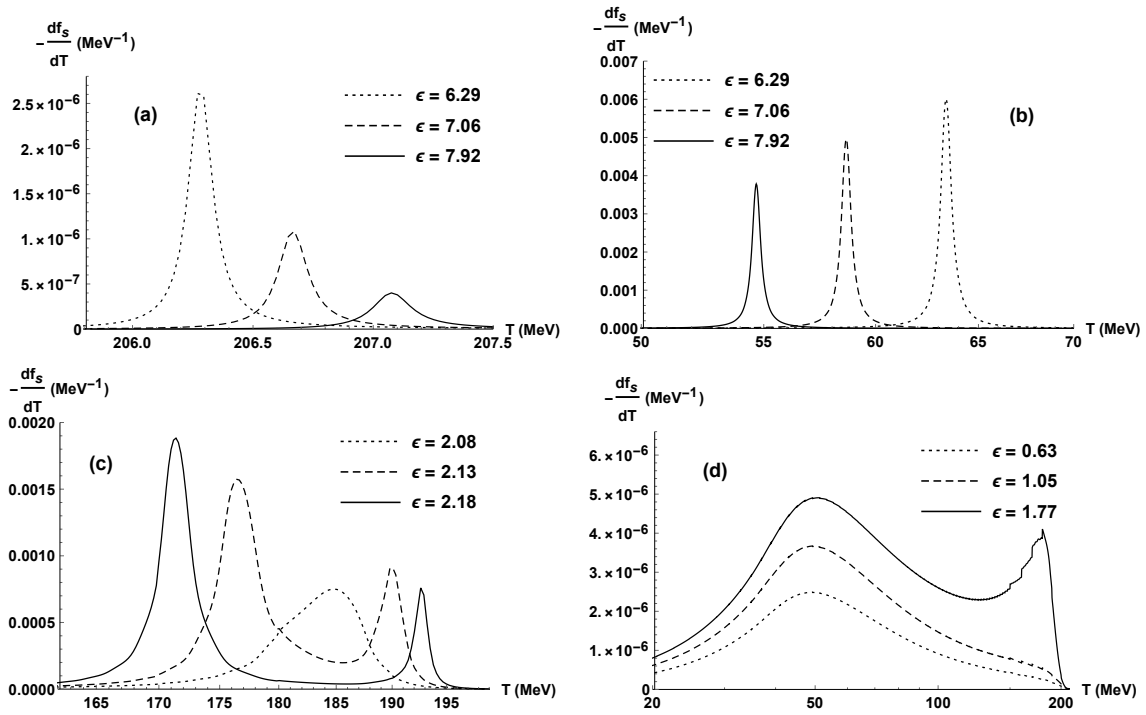 − df_s/dT (MeV⁻¹)
2.5×10⁻⁶
2.×10⁻⁶
1.5×10⁻⁶
1.×10⁻⁶
5.×10⁻⁷
0
(a)
ϵ = 6.29
ϵ = 7.06
ϵ = 7.92
206.0 206.5 207.0 207.5
T (MeV)
− df_s/dT (MeV⁻¹)
0.007
0.006
0.005
0.004
0.003
0.002
0.001
0.000
ϵ = 6.29
ϵ = 7.06
ϵ = 7.92
(b)
50 55 60 65 70
T (MeV)
− df_s/dT (MeV⁻¹)
0.0020
0.0015
0.0010
0.0005
0.0000
(c)
ϵ = 2.08
ϵ = 2.13
ϵ = 2.18
165 170 175 180 185 190 195
T (MeV)
− df_s/dT (MeV⁻¹)
6.×10⁻⁶
5.×10⁻⁶
4.×10⁻⁶
3.×10⁻⁶
2.×10⁻⁶
1.×10⁻⁶
0
(d)
ϵ = 0.63
ϵ = 1.05
ϵ = 1.77
20 50 100 200
T (MeV)